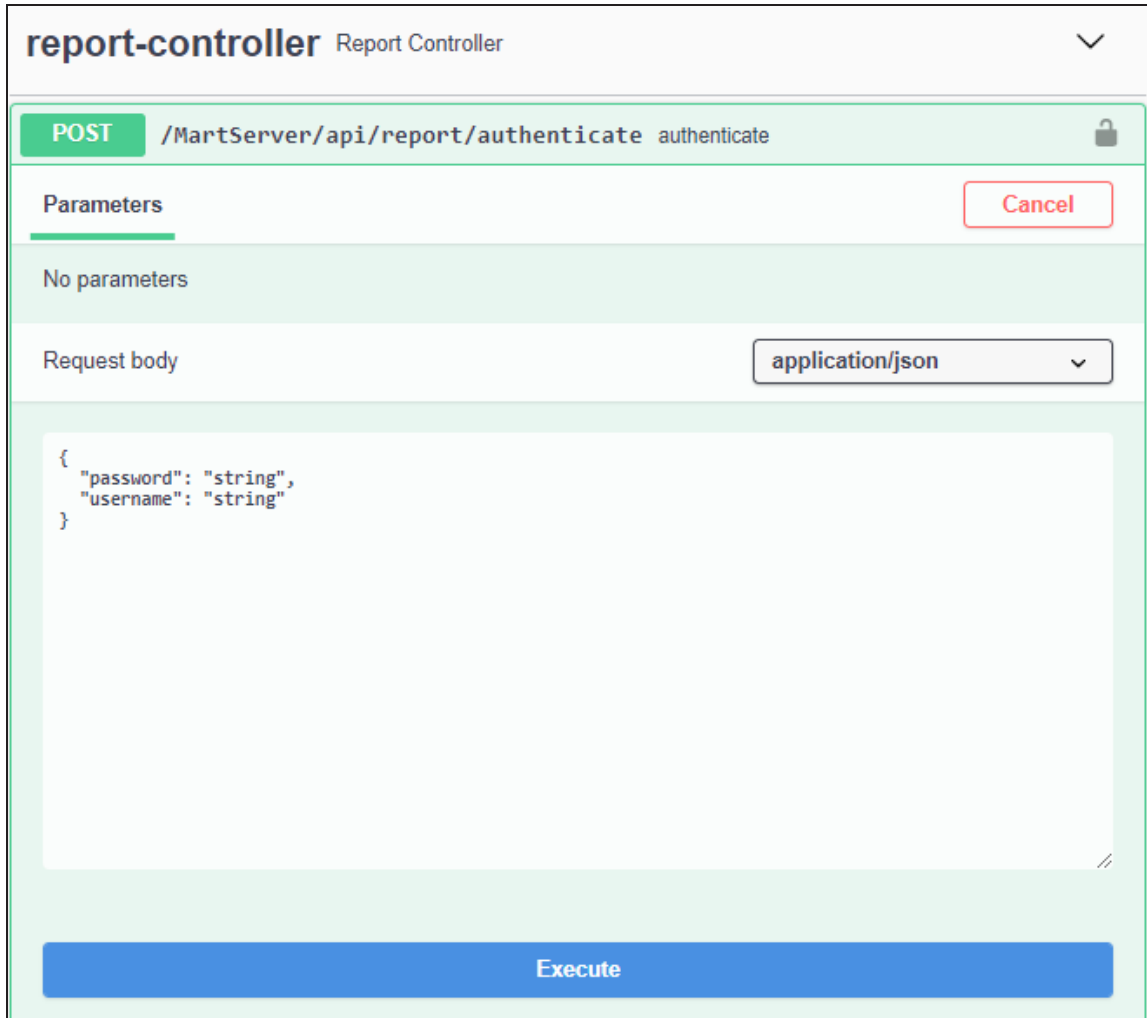 report-controller Report Controller
POST /MartServer/api/report/authenticate authenticate
Parameters Cancel
No parameters
Request body application/json
{
"password": "string",
"username": "string"
}
Execute